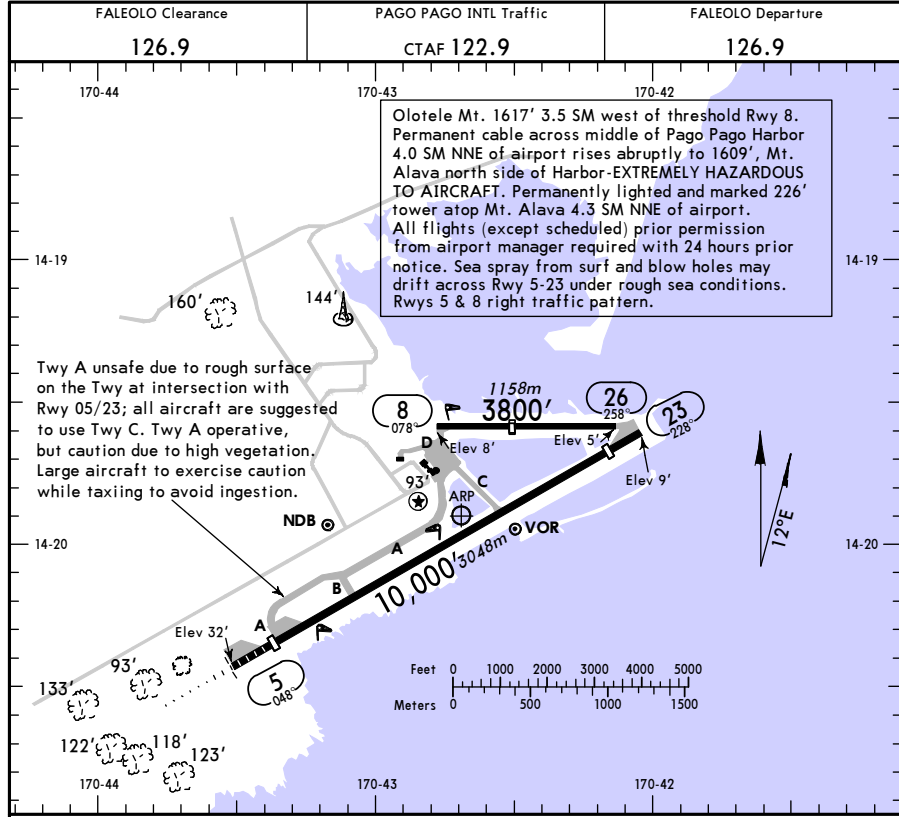 FALEOLO Clearance
126.9
PAGO PAGO INTL Traffic
CTAF 122.9
FALEOLO Departure
126.9
170-44
170-43
170-42
Olotele Mt. 1617' 3.5 SM west of threshold Rwy 8.
Permanent cable across middle of Pago Pago Harbor
4.0 SM NNE of airport rises abruptly to 1609', Mt.
Alava north side of Harbor-EXTREMELY HAZARDOUS
TO AIRCRAFT. Permanently lighted and marked 226'
tower atop Mt. Alava 4.3 SM NNE of airport.
All flights (except scheduled) prior permission
from airport manager required with 24 hours prior
notice. Sea spray from surf and blow holes may
drift across Rwy 5-23 under rough sea conditions.
Rwys 5 & 8 right traffic pattern.
14-19
14-19
160'
144'
Twy A unsafe due to rough surface
on the Twy at intersection with
Rwy 05/23; all aircraft are suggested
to use Twy C. Twy A operative,
but caution due to high vegetation.
Large aircraft to exercise caution
while taxiing to avoid ingestion.
8
078°
1158m
3800'
26
258°
23
228°
D
Elev 8'
Elev 5'
Elev 9'
C
93'
ARP
NDB
VOR
12°E
14-20
14-20
A
B
10,000' 3048m
A
Elev 32'
5
048°
93'
133'
122'
118'
123'
Feet 0 1000 2000 3000 4000 5000
Meters 0 500 1000 1500
170-44
170-43
170-42